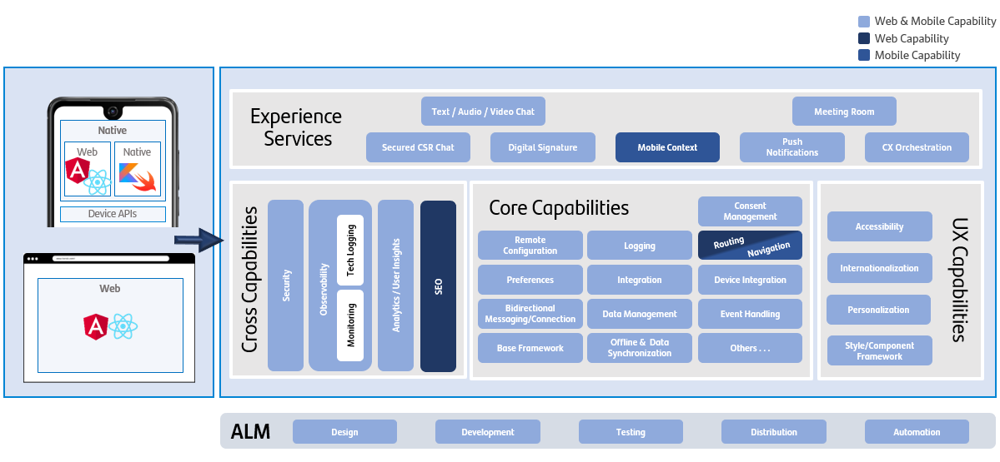 Web & Mobile Capability
Web Capability
Mobile Capability
Native
Web
Native
Device APIs
Web
Experience
Services
Text / Audio / Video Chat
Meeting Room
Secured CSR Chat
Digital Signature
Mobile Context
Push
Notifications
CX Orchestration
Cross Capabilities
Security
Observability
Tech Logging
Monitoring
Analytics / User Insights
SEO
Core Capabilities
Consent
Management
Remote
Configuration
Logging
Routing
Navigation
Preferences
Integration
Device Integration
Bidirectional
Messaging/Connection
Data Management
Event Handling
Base Framework
Offline & Data
Synchronization
Others . . .
UX Capabilities
Accessibility
Internationalization
Personalization
Style/Component
Framework
ALM
Design
Development
Testing
Distribution
Automation